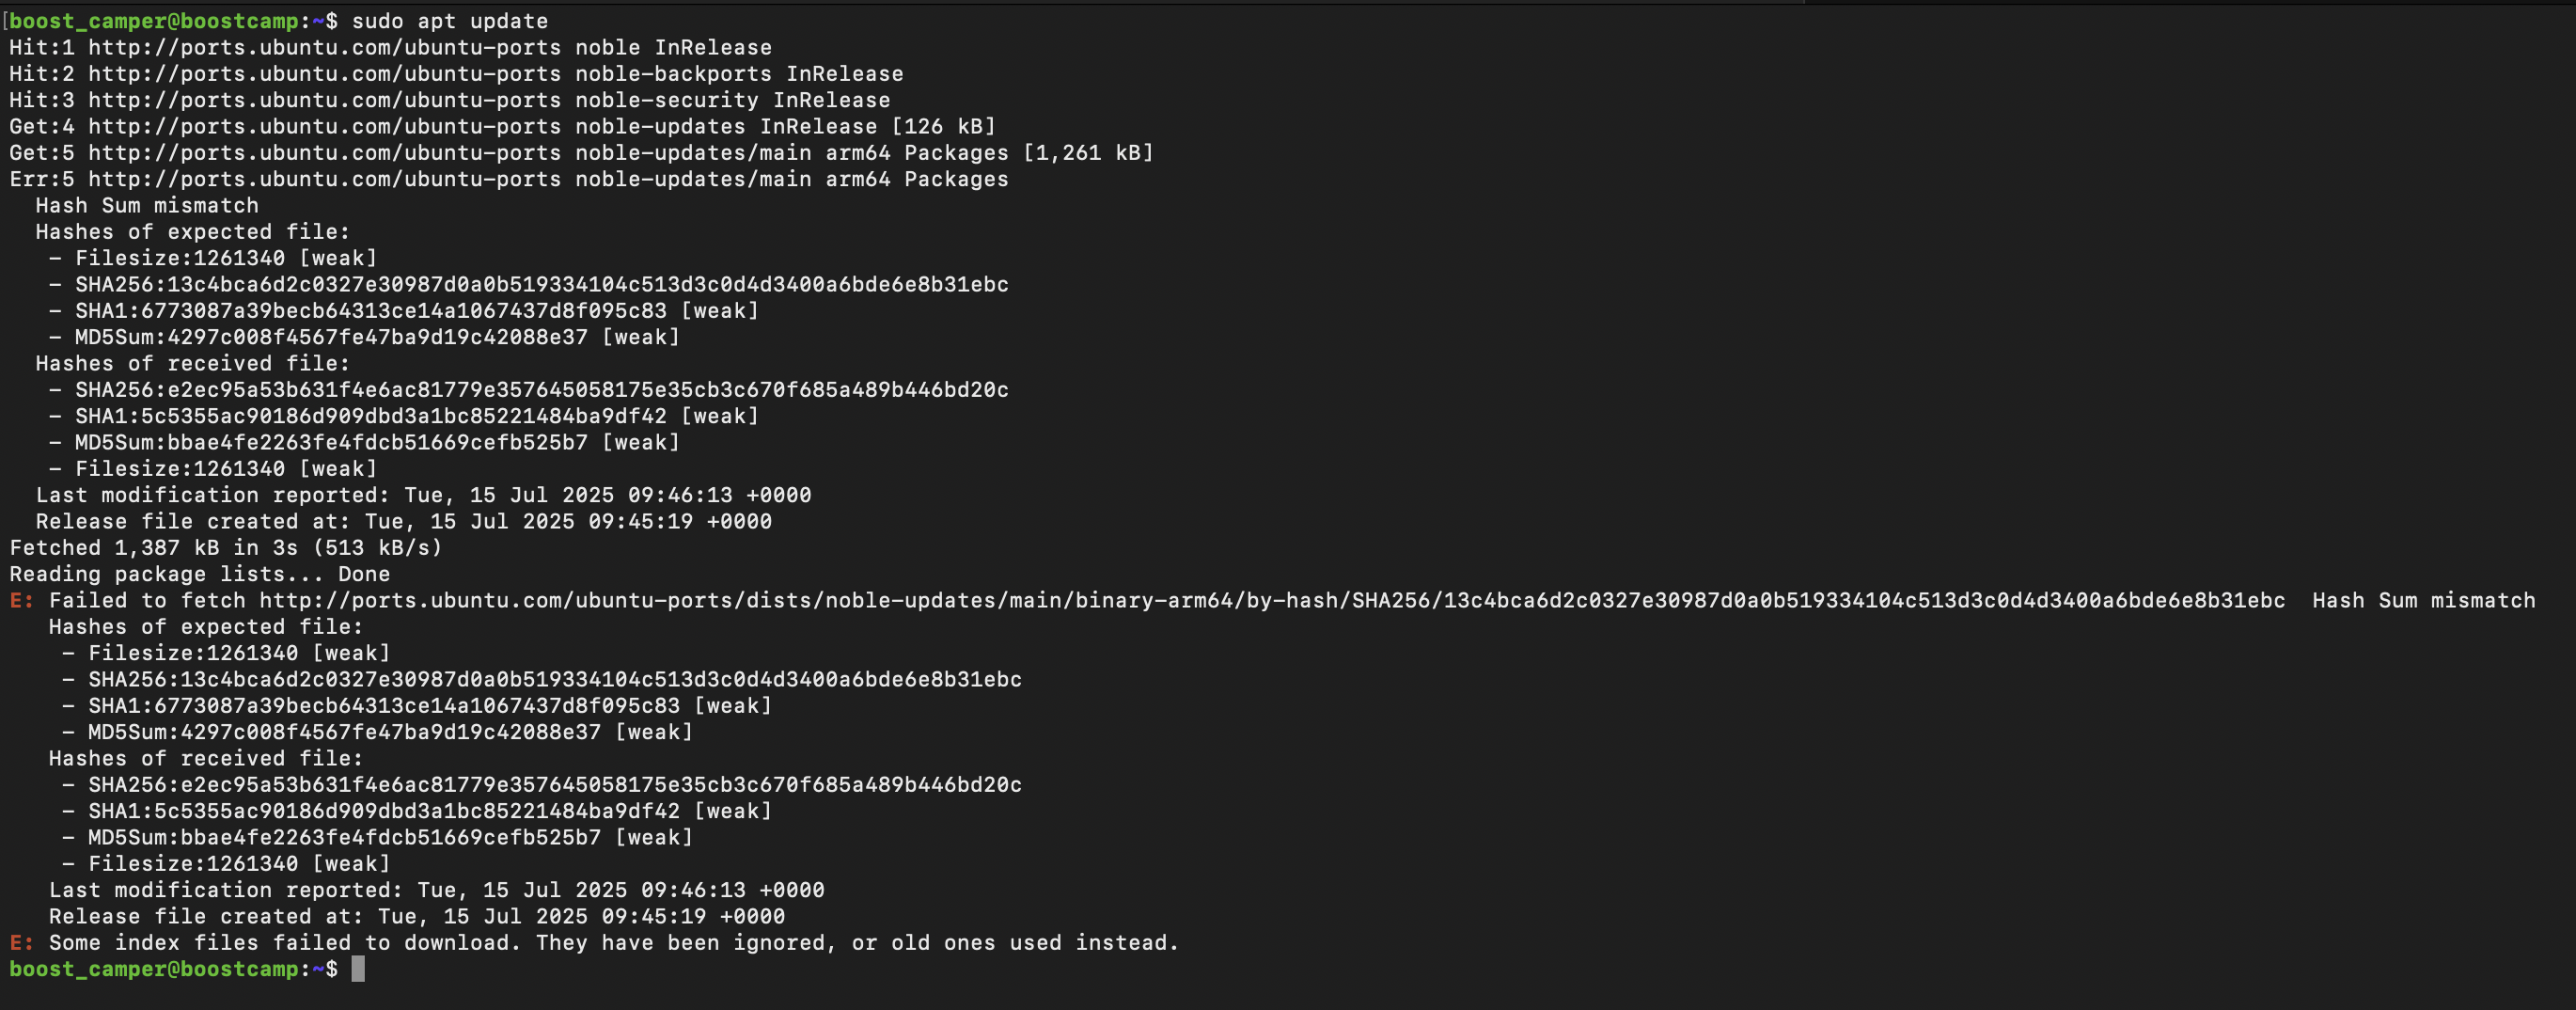 [boost_camper@boostcamp:~$ sudo apt update
Hit:1 http://ports.ubuntu.com/ubuntu-ports noble InRelease
Hit:2 http://ports.ubuntu.com/ubuntu-ports noble-backports InRelease
Hit:3 http://ports.ubuntu.com/ubuntu-ports noble-security InRelease
Get:4 http://ports.ubuntu.com/ubuntu-ports noble-updates InRelease [126 kB]
Get:5 http://ports.ubuntu.com/ubuntu-ports noble-updates/main arm64 Packages [1,261 kB]
Err:5 http://ports.ubuntu.com/ubuntu-ports noble-updates/main arm64 Packages
  Hash Sum mismatch
  Hashes of expected file:
   - Filesize:1261340 [weak]
   - SHA256:13c4bca6d2c0327e30987d0a0b519334104c513d3c0d4d3400a6bde6e8b31ebc
   - SHA1:6773087a39becb64313ce14a1067437d8f095c83 [weak]
   - MD5Sum:4297c008f4567fe47ba9d19c42088e37 [weak]
  Hashes of received file:
   - SHA256:e2ec95a53b631f4e6ac81779e357645058175e35cb3c670f685a489b446bd20c
   - SHA1:5c5355ac90186d909dbd3a1bc85221484ba9df42 [weak]
   - MD5Sum:bbae4fe2263fe4fdcb51669cefb525b7 [weak]
   - Filesize:1261340 [weak]
  Last modification reported: Tue, 15 Jul 2025 09:46:13 +0000
  Release file created at: Tue, 15 Jul 2025 09:45:19 +0000
Fetched 1,387 kB in 3s (513 kB/s)
Reading package lists... Done
E: Failed to fetch http://ports.ubuntu.com/ubuntu-ports/dists/noble-updates/main/binary-arm64/by-hash/SHA256/13c4bca6d2c0327e30987d0a0b519334104c513d3c0d4d3400a6bde6e8b31ebc  Hash Sum mismatch
   Hashes of expected file:
    - Filesize:1261340 [weak]
    - SHA256:13c4bca6d2c0327e30987d0a0b519334104c513d3c0d4d3400a6bde6e8b31ebc
    - SHA1:6773087a39becb64313ce14a1067437d8f095c83 [weak]
    - MD5Sum:4297c008f4567fe47ba9d19c42088e37 [weak]
   Hashes of received file:
    - SHA256:e2ec95a53b631f4e6ac81779e357645058175e35cb3c670f685a489b446bd20c
    - SHA1:5c5355ac90186d909dbd3a1bc85221484ba9df42 [weak]
    - MD5Sum:bbae4fe2263fe4fdcb51669cefb525b7 [weak]
    - Filesize:1261340 [weak]
   Last modification reported: Tue, 15 Jul 2025 09:46:13 +0000
   Release file created at: Tue, 15 Jul 2025 09:45:19 +0000
E: Some index files failed to download. They have been ignored, or old ones used instead.
boost_camper@boostcamp:~$